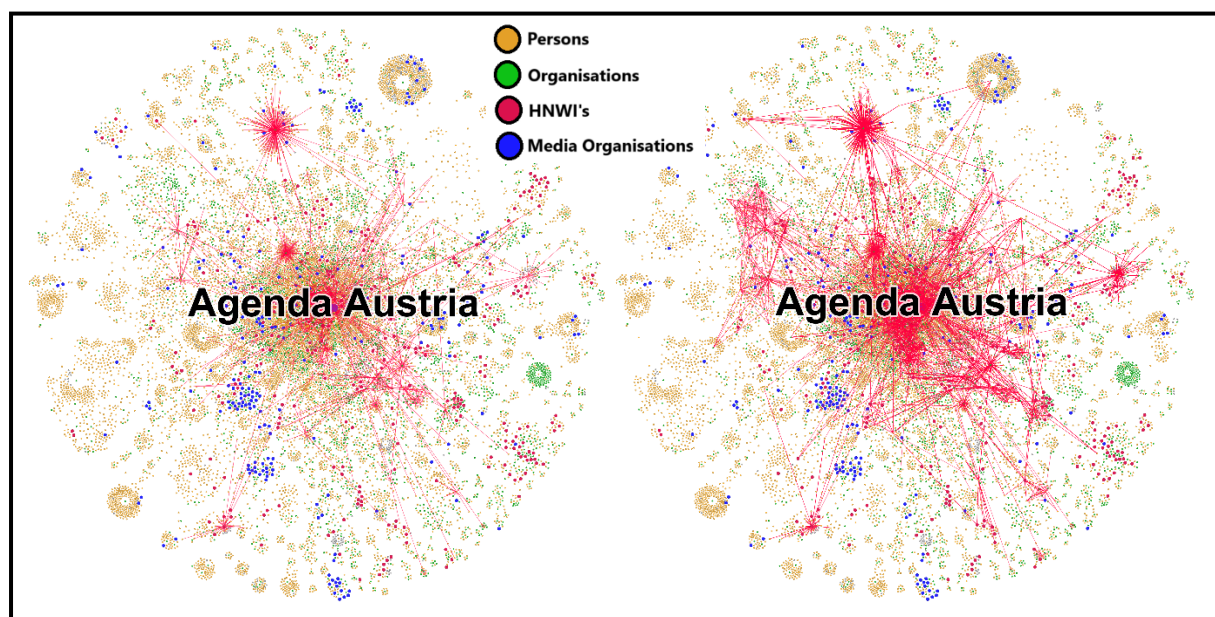 Persons
Organisations
HNWI's
Media Organisations
Agenda Austria
Agenda Austria